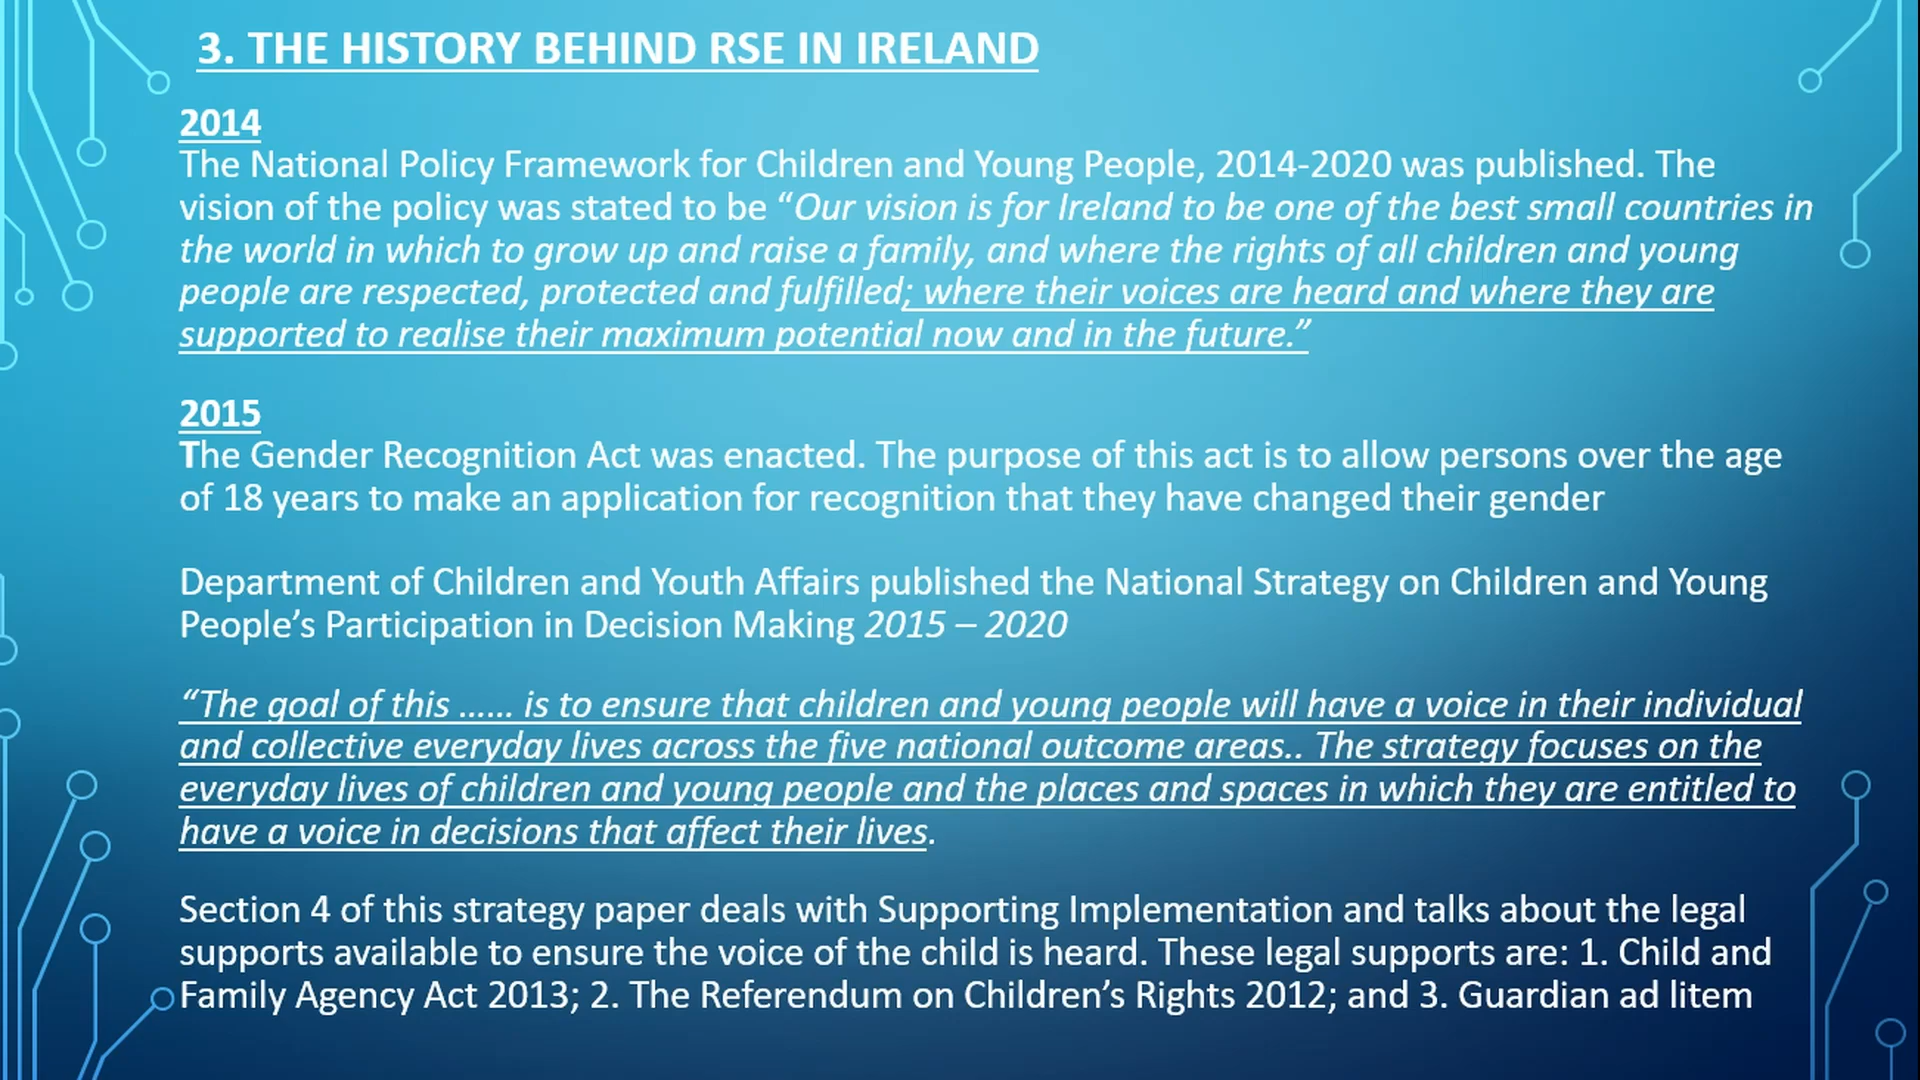 3. THE HISTORY BEHIND RSE IN IRELAND
2014
The National Policy Framework for Children and Young People, 2014-2020 was published. The
vision of the policy was stated to be “Our vision is for Ireland to be one of the best small countries in
the world in which to grow up and raise a family, and where the rights of all children and young
people are respected, protected and fulfilled; where their voices are heard and where they are
supported to realise their maximum potential now and in the future.”
2015
The Gender Recognition Act was enacted. The purpose of this act is to allow persons over the age
of 18 years to make an application for recognition that they have changed their gender
Department of Children and Youth Affairs published the National Strategy on Children and Young
People’s Participation in Decision Making 2015 – 2020
“The goal of this …... is to ensure that children and young people will have a voice in their individual
and collective everyday lives across the five national outcome areas.. The strategy focuses on the
everyday lives of children and young people and the places and spaces in which they are entitled to
have a voice in decisions that affect their lives.
Section 4 of this strategy paper deals with Supporting Implementation and talks about the legal
supports available to ensure the voice of the child is heard. These legal supports are: 1. Child and
Family Agency Act 2013; 2. The Referendum on Children’s Rights 2012; and 3. Guardian ad litem